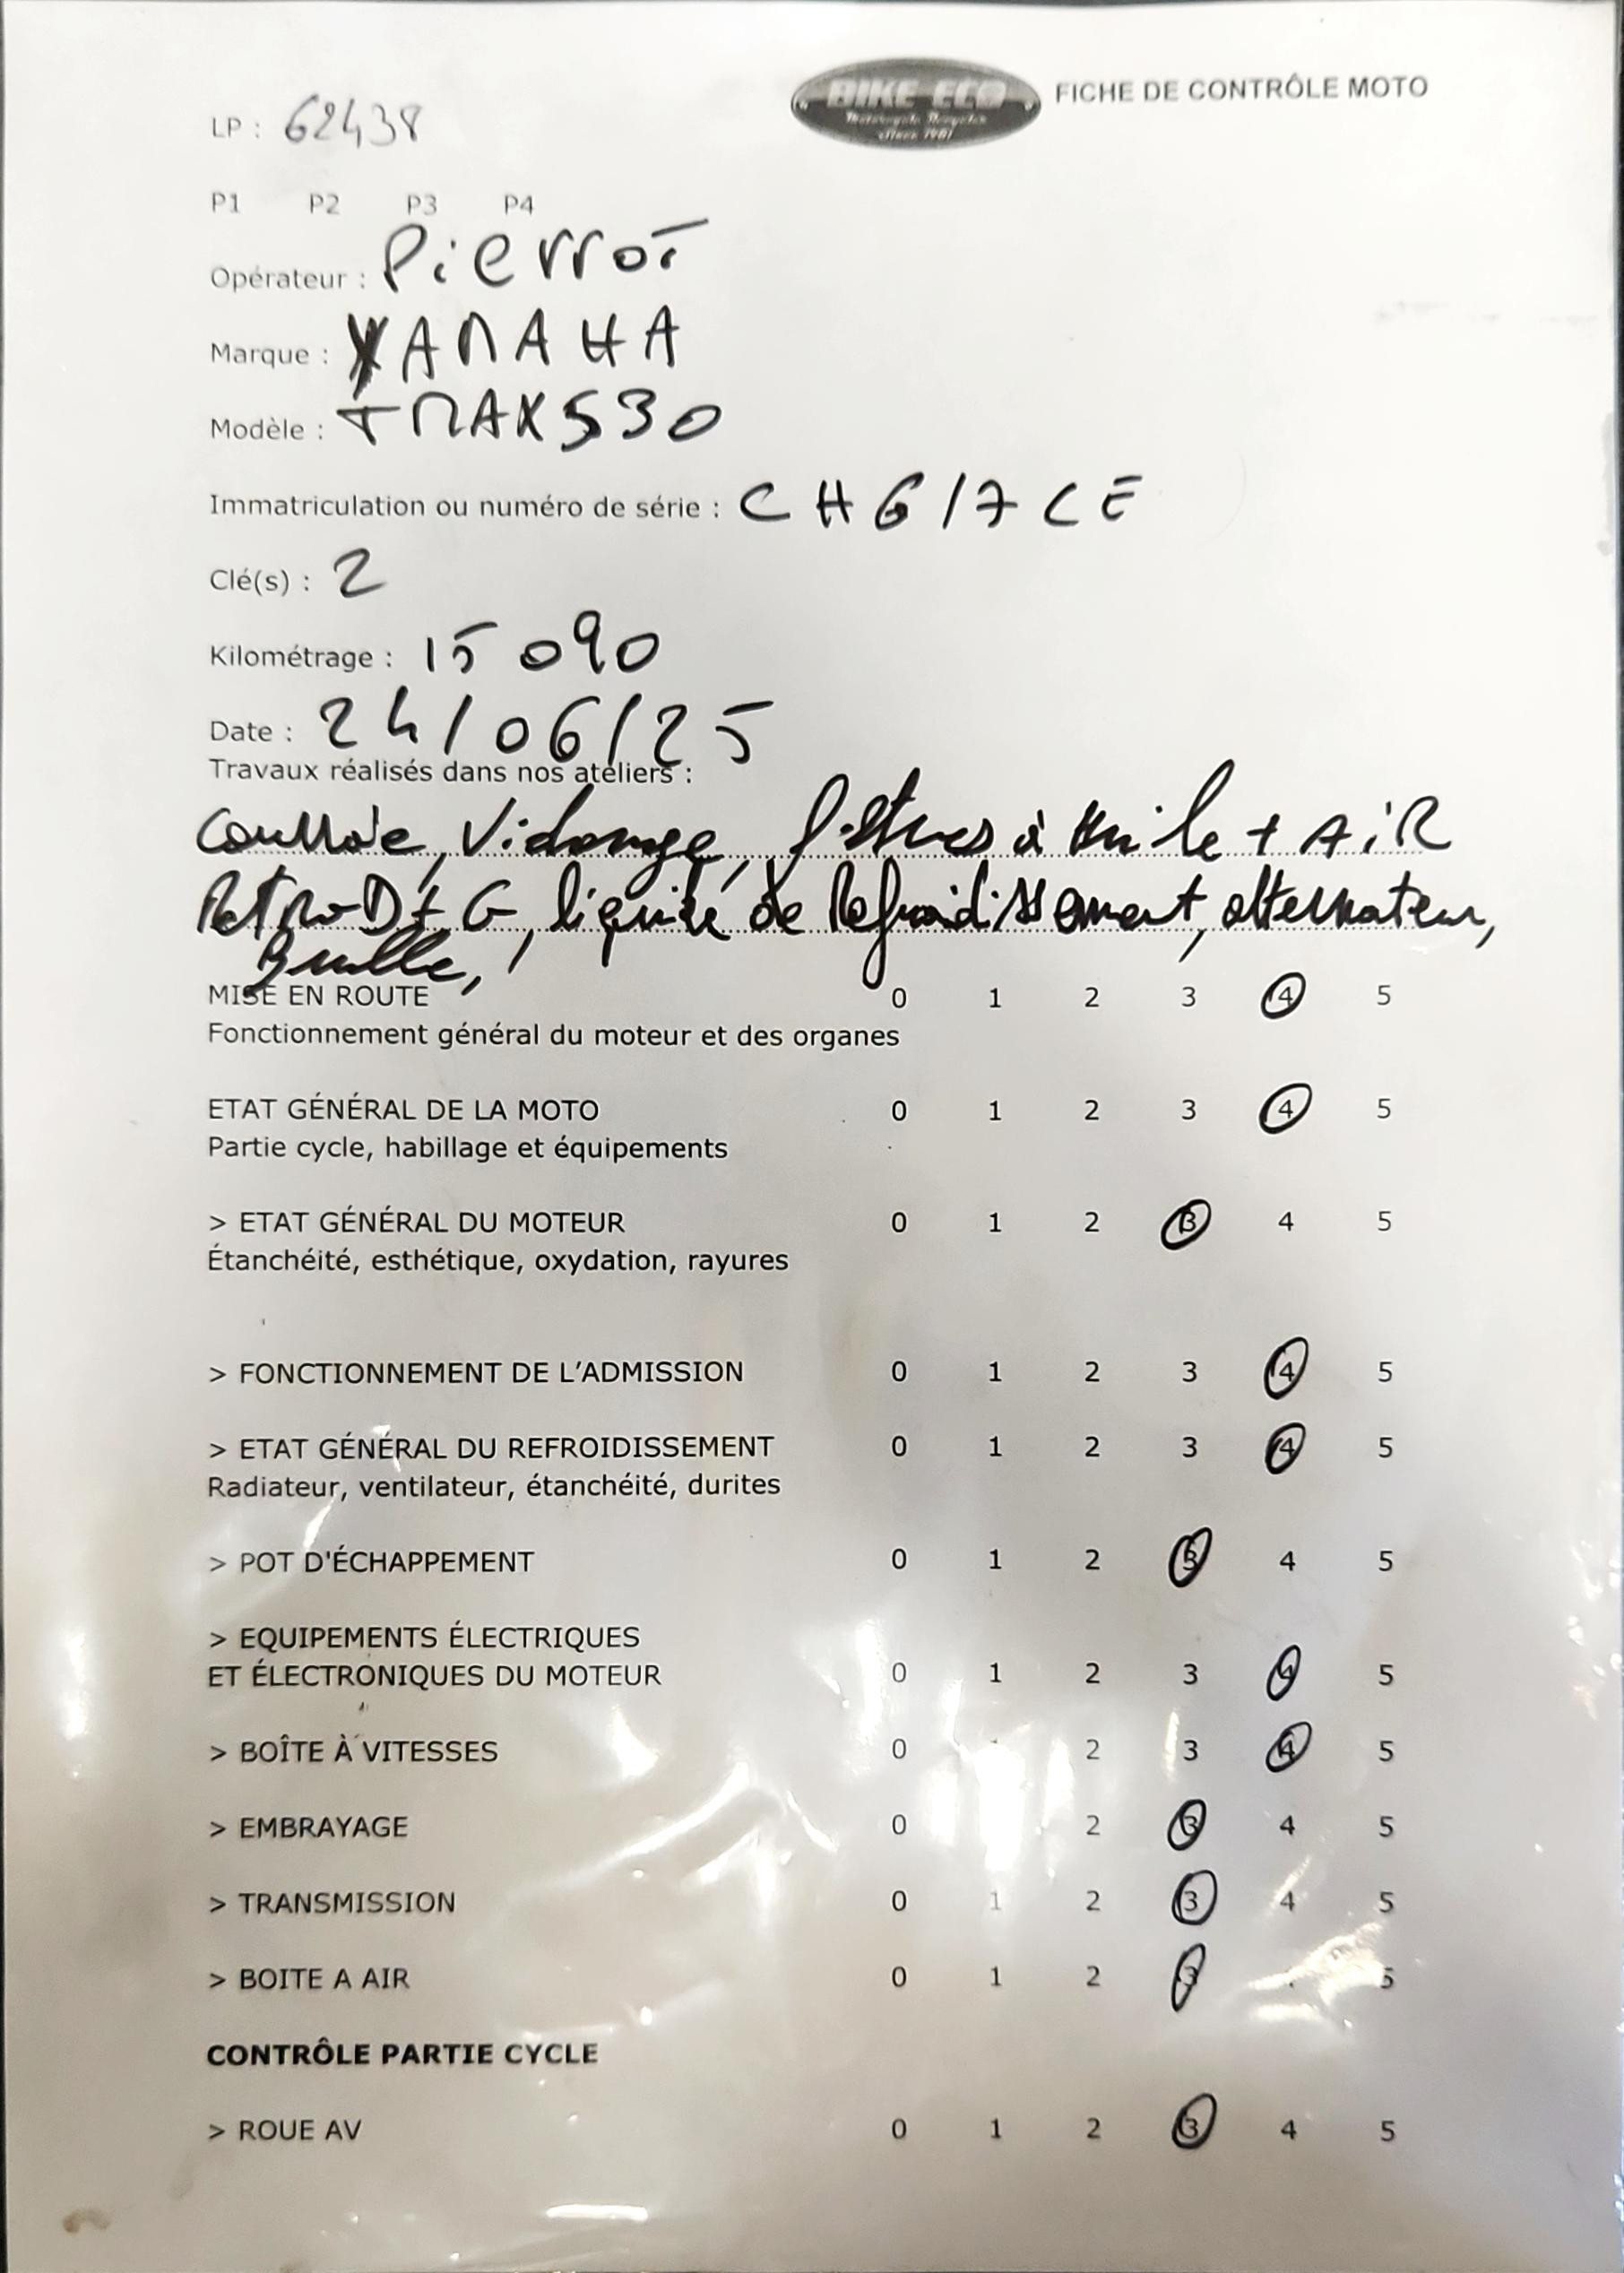 BIKE ECO
Motorcycle Recycler
Since 1981
FICHE DE CONTRÔLE MOTO
LP : 62438
P1 P2 P3 P4
Opérateur : Pierrot
Marque : YAMAHA
Modèle : TMAX530
Immatriculation ou numéro de série : CH617CE
Clé(s) : 2
Kilométrage : 15 090
Date : 24/06/25
Travaux réalisés dans nos ateliers :
Courroie, Vidange, filtres à Huile + AiR
Retro D + G, liquide de Refroidissement, alternateur,
Bulle,
MISE EN ROUTE 0 1 2 3 4 5
Fonctionnement général du moteur et des organes
ETAT GÉNÉRAL DE LA MOTO 0 1 2 3 4 5
Partie cycle, habillage et équipements
> ETAT GÉNÉRAL DU MOTEUR 0 1 2 3 4 5
Étanchéité, esthétique, oxydation, rayures
> FONCTIONNEMENT DE L'ADMISSION 0 1 2 3 4 5
> ETAT GÉNÉRAL DU REFROIDISSEMENT 0 1 2 3 4 5
Radiateur, ventilateur, étanchéité, durites
> POT D'ÉCHAPPEMENT 0 1 2 3 4 5
> EQUIPEMENTS ÉLECTRIQUES
ET ÉLECTRONIQUES DU MOTEUR 0 1 2 3 4 5
> BOÎTE À VITESSES 0 2 3 4 5
> EMBRAYAGE 0 2 3 4 5
> TRANSMISSION 0 1 2 3 4 5
> BOITE A AIR 0 1 2 3 5
CONTRÔLE PARTIE CYCLE
> ROUE AV 0 1 2 3 4 5